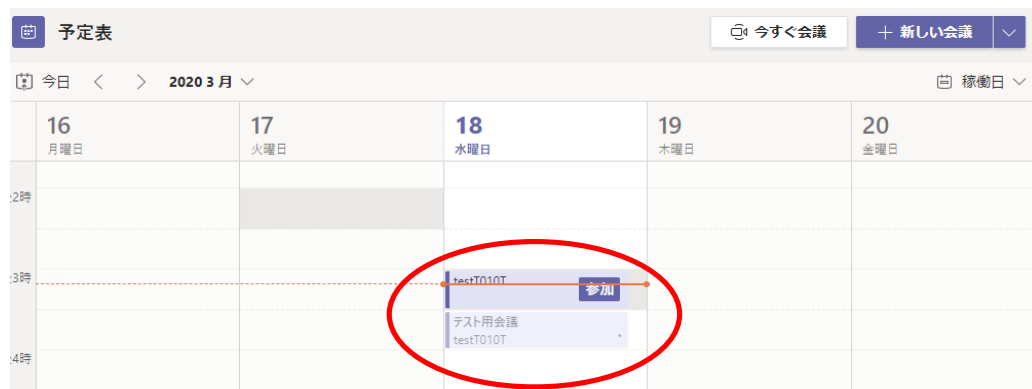 予定表
今すぐ会議
+ 新しい会議
今日
2020 3 月
稼働日
16
月曜日
17
火曜日
18
水曜日
19
木曜日
20
金曜日
2時
3時
testT010T
参加
テスト用会議
testT010T
4時